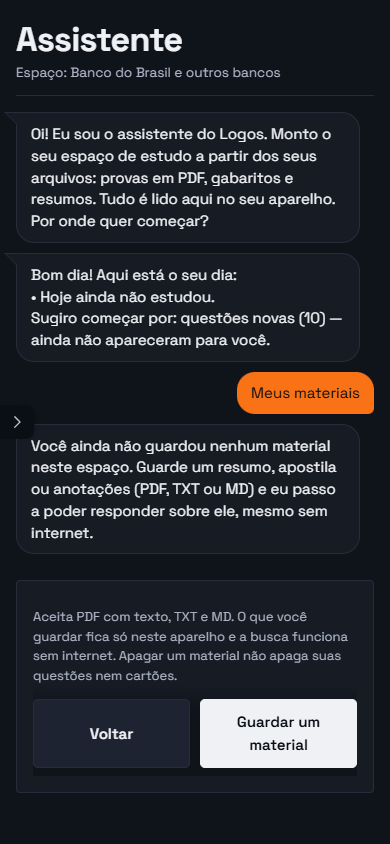 Assistente
Espaço: Banco do Brasil e outros bancos
Oi! Eu sou o assistente do Logos. Monto o
seu espaço de estudo a partir dos seus
arquivos: provas em PDF, gabaritos e
resumos. Tudo é lido aqui no seu aparelho.
Por onde quer começar?
Bom dia! Aqui está o seu dia:
• Hoje ainda não estudou.
Sugiro começar por: questões novas (10) —
ainda não apareceram para você.
Meus materiais
Você ainda não guardou nenhum material
neste espaço. Guarde um resumo, apostila
ou anotações (PDF, TXT ou MD) e eu passo
a poder responder sobre ele, mesmo sem
internet.
Aceita PDF com texto, TXT e MD. O que você
guardar fica só neste aparelho e a busca funciona
sem internet. Apagar um material não apaga suas
questões nem cartões.
Voltar
Guardar um
material